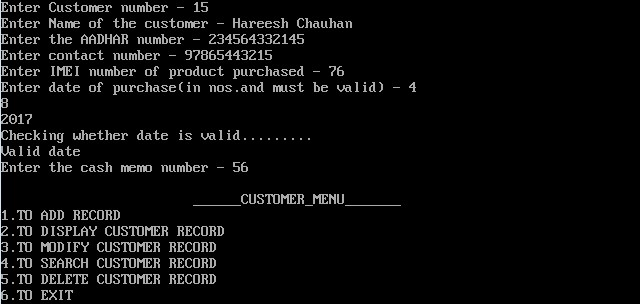 Enter Customer number - 15
Enter Name of the customer - Hareesh Chauhan
Enter the AADHAR number - 234564332145
Enter contact number - 97865443215
Enter IMEI number of product purchased - 76
Enter date of purchase(in nos.and must be valid) - 4
8
2017
Checking whether date is valid.........
Valid date
Enter the cash memo number - 56
______CUSTOMER_MENU_______
1.TO ADD RECORD
2.TO DISPLAY CUSTOMER RECORD
3.TO MODIFY CUSTOMER RECORD
4.TO SEARCH CUSTOMER RECORD
5.TO DELETE CUSTOMER RECORD
6.TO EXIT